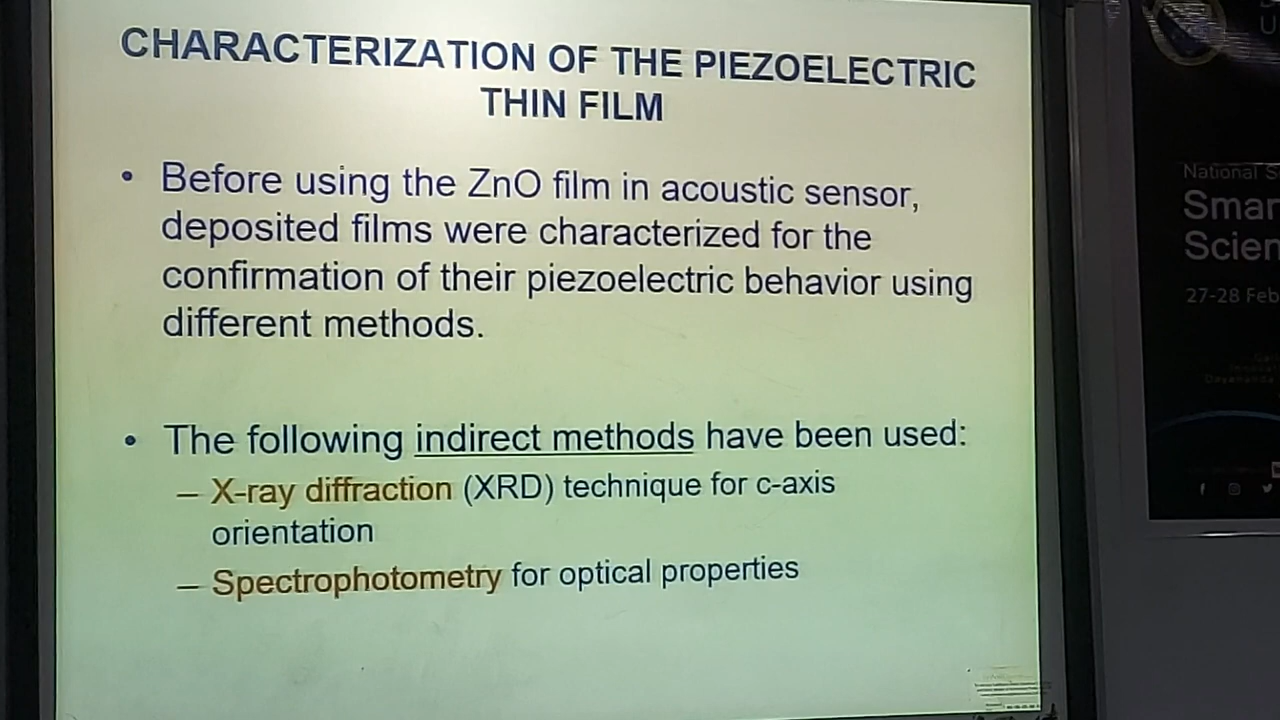 CHARACTERIZATION OF THE PIEZOELECTRIC
THIN FILM
• Before using the ZnO film in acoustic sensor,
deposited films were characterized for the
confirmation of their piezoelectric behavior using
different methods.
• The following indirect methods have been used:
– X-ray diffraction (XRD) technique for c-axis
orientation
– Spectrophotometry for optical properties
National S
Smar
Scien
27-28 Feb